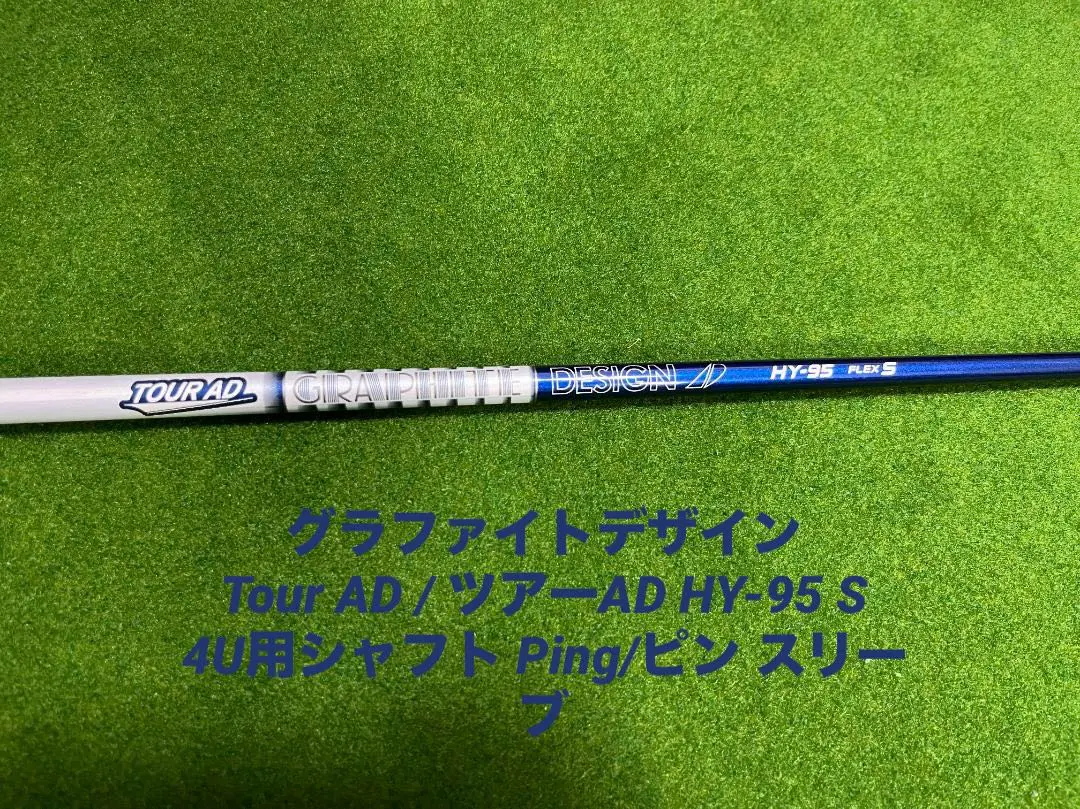 TOUR AD GRAPHITE DESIGN HY-95 FLEX S
グラファイトデザイン
Tour AD / ツアーAD HY-95 S
4U用シャフト Ping/ピン スリー
ブ